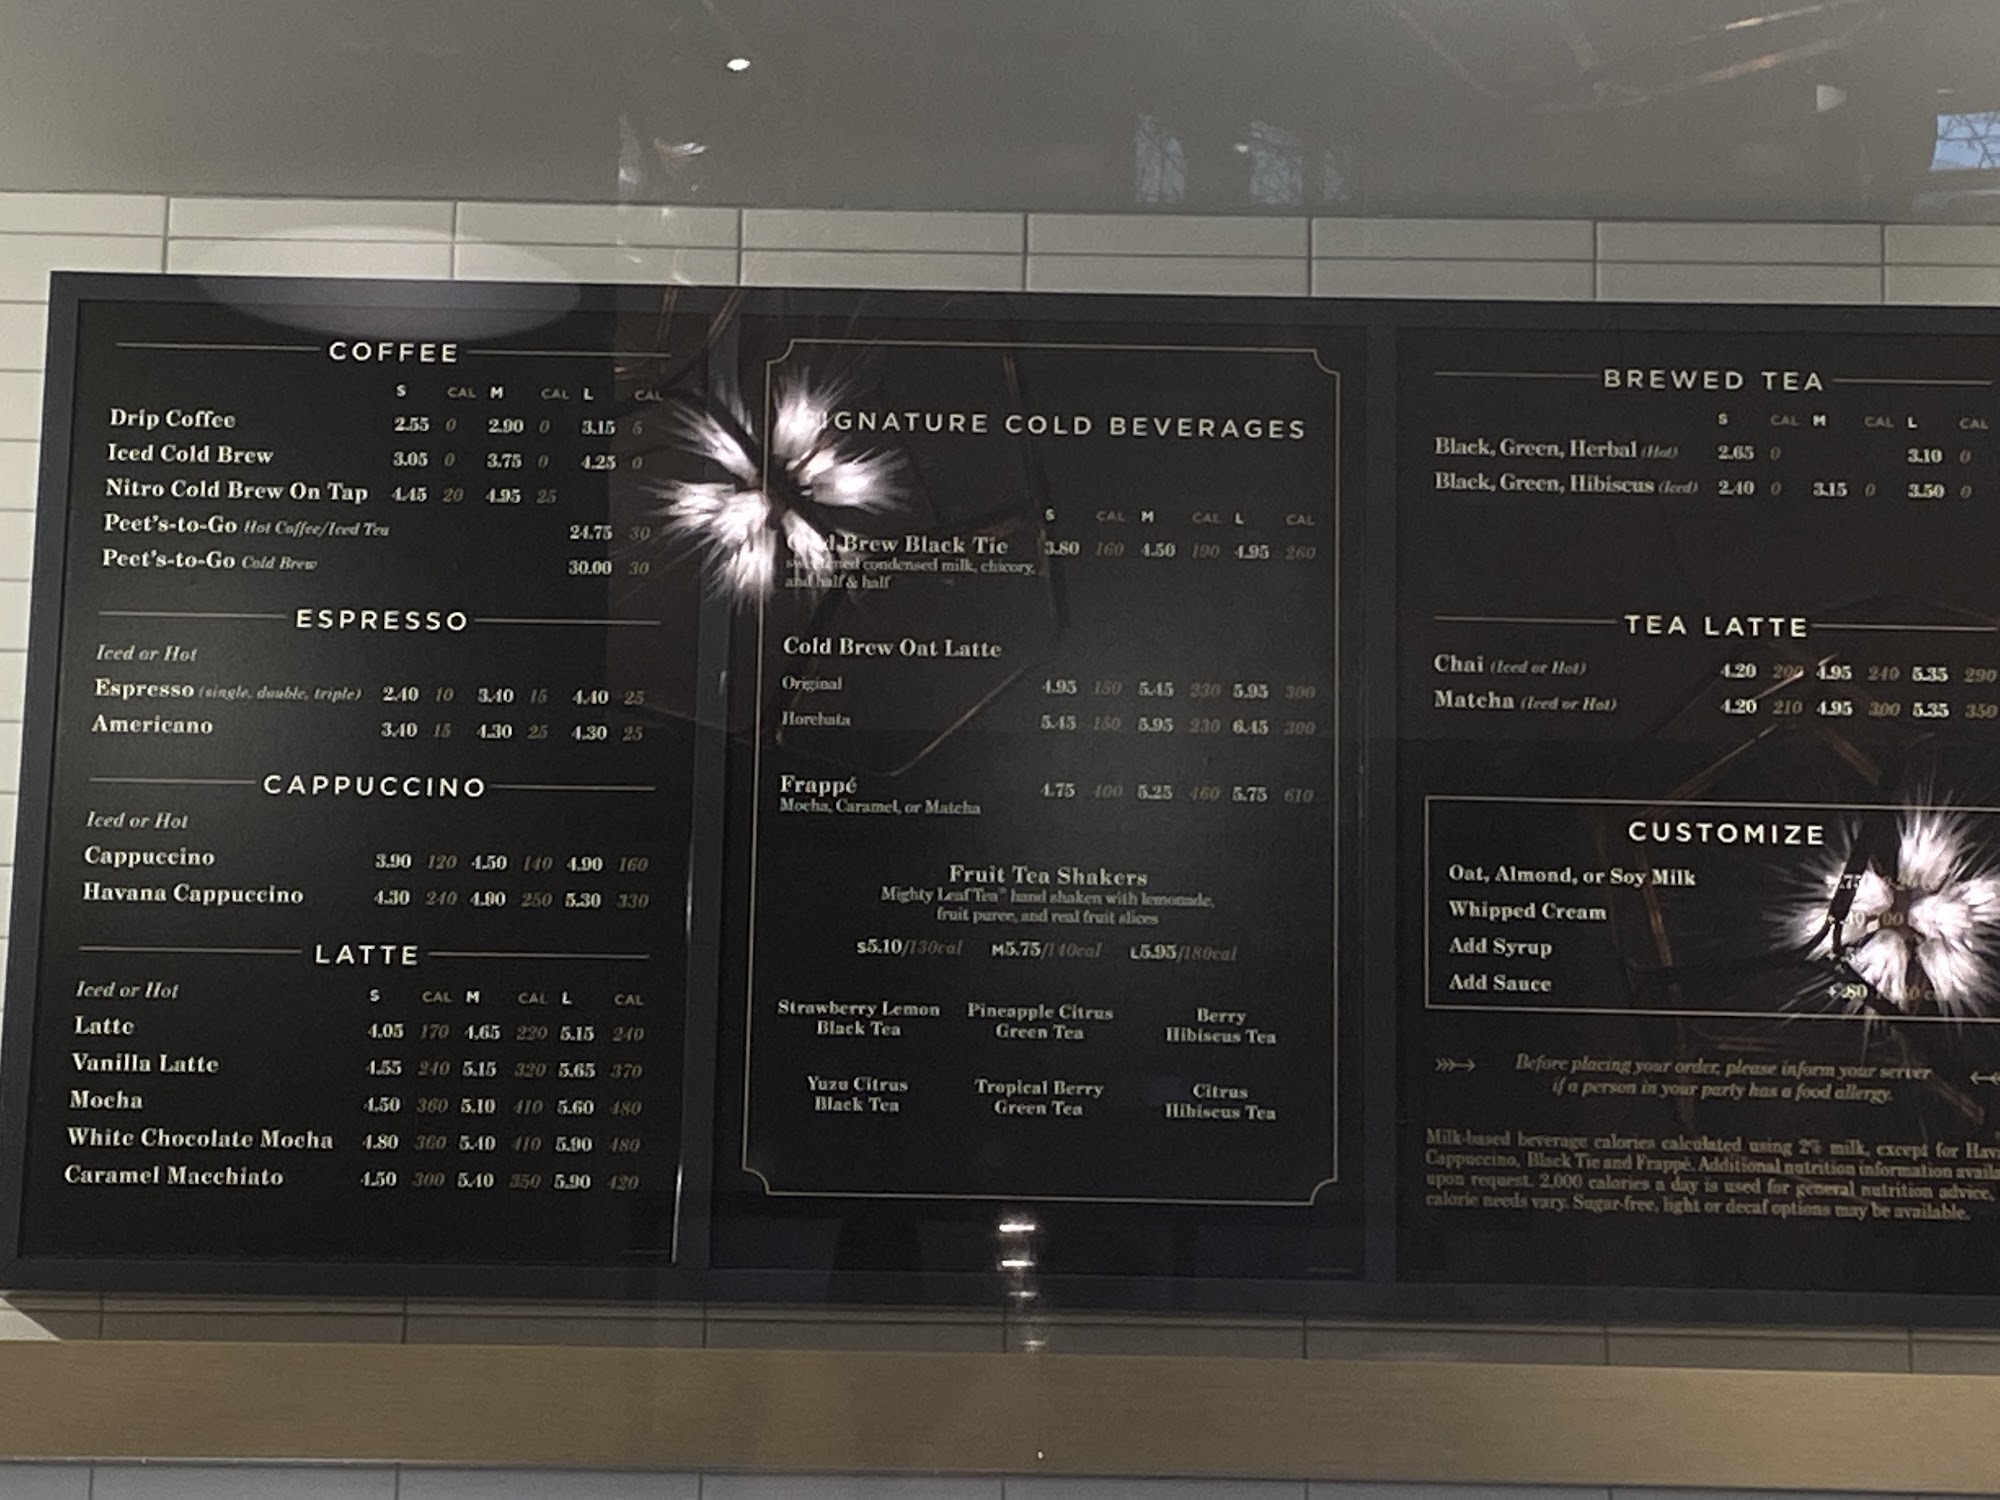 COFFEE
S CAL M CAL L CAL
Drip Coffee 2.55 0 2.90 0 3.15 5
Iced Cold Brew 3.05 0 3.75 0 4.25 0
Nitro Cold Brew On Tap 4.45 20 4.95 25
Peet's-to-Go Hot Coffee/Iced Tea 24.75 30
Peet's-to-Go Cold Brew 30.00 30
ESPRESSO
Iced or Hot
Espresso (single, double, triple) 2.40 10 3.40 15 4.40 25
Americano 3.40 15 4.30 25 4.30 25
CAPPUCCINO
Iced or Hot
Cappuccino 3.90 120 4.50 140 4.90 160
Havana Cappuccino 4.30 240 4.90 250 5.30 330
LATTE
Iced or Hot S CAL M CAL L CAL
Latte 4.05 170 4.65 220 5.15 240
Vanilla Latte 4.55 240 5.15 320 5.65 370
Mocha 4.50 360 5.10 410 5.60 480
White Chocolate Mocha 4.80 360 5.40 410 5.90 480
Caramel Macchiato 4.50 300 5.40 350 5.90 420
SIGNATURE COLD BEVERAGES
S CAL M CAL L CAL
Cold Brew Black Tie 3.80 160 4.50 190 4.95 260
sweetened condensed milk, chicory,
and half & half
Cold Brew Oat Latte
Original 4.95 150 5.45 230 5.95 300
Horchata 5.45 150 5.95 230 6.45 300
Frappé 4.75 400 5.25 460 5.75 610
Mocha, Caramel, or Matcha
Fruit Tea Shakers
Mighty Leaf Tea® hand shaken with lemonade,
fruit puree, and real fruit slices
S5.10/130cal M5.75/140cal L5.95/180cal
Strawberry Lemon Pineapple Citrus Berry
Black Tea Green Tea Hibiscus Tea
Yuzu Citrus Tropical Berry Citrus
Black Tea Green Tea Hibiscus Tea
BREWED TEA
S CAL M CAL L CAL
Black, Green, Herbal (Hot) 2.65 0 3.10 0
Black, Green, Hibiscus (Iced) 2.40 0 3.15 0 3.50 0
TEA LATTE
Chai (Iced or Hot) 4.20 200 4.95 240 5.35 290
Matcha (Iced or Hot) 4.20 210 4.95 300 5.35 350
CUSTOMIZE
Oat, Almond, or Soy Milk
Whipped Cream
Add Syrup
Add Sauce
Before placing your order, please inform your server
if a person in your party has a food allergy.
Milk-based beverage calories calculated using 2% milk, except for Hav
Cappuccino, Black Tie and Frappé. Additional nutrition information availa
upon request. 2,000 calories a day is used for general nutrition advice,
calorie needs vary. Sugar-free, light or decaf options may be available.